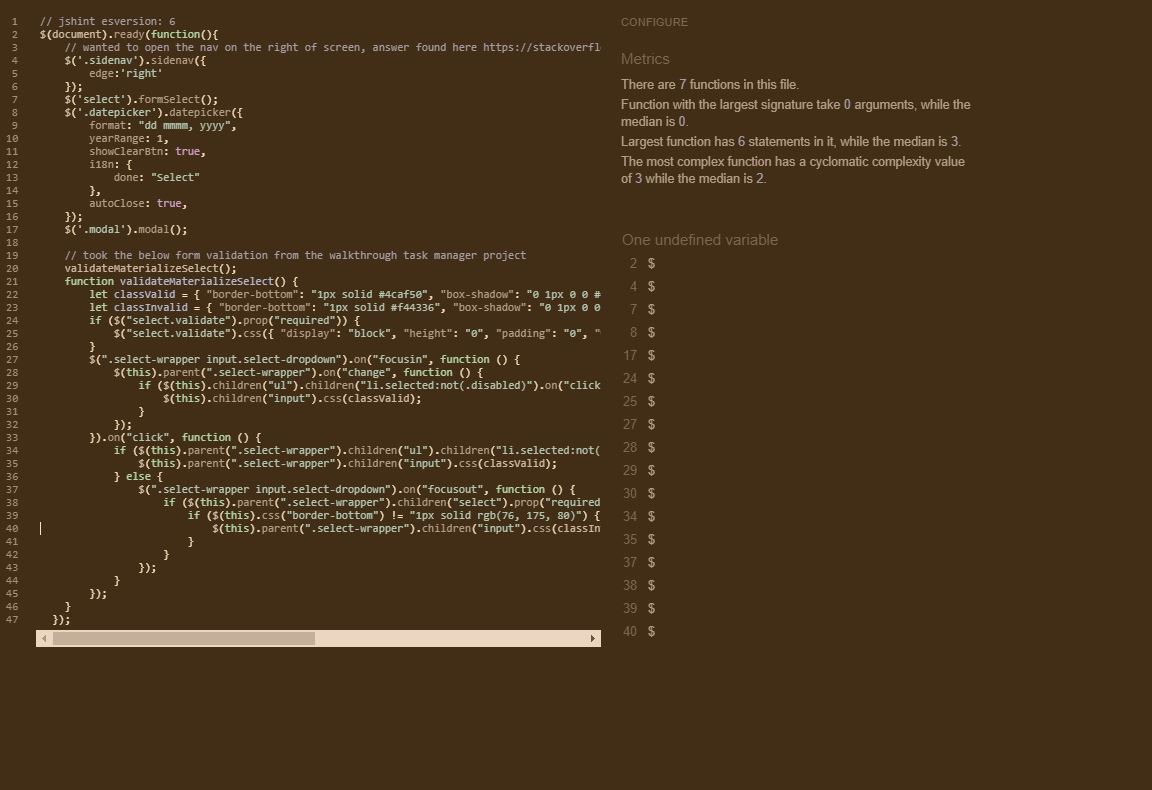 1 // jshint esversion: 6
2 $(document).ready(function(){
3 // wanted to open the nav on the right of screen, answer found here https://stackoverfl
4 $('.sidenav').sidenav({
5 edge:'right'
6 });
7 $('select').formSelect();
8 $('.datepicker').datepicker({
9 format: "dd mmmm, yyyy",
10 yearRange: 1,
11 showClearBtn: true,
12 i18n: {
13 done: "Select"
14 },
15 autoClose: true,
16 });
17 $('.modal').modal();
18
19 // took the below form validation from the walkthrough task manager project
20 validateMaterializeSelect();
21 function validateMaterializeSelect() {
22 let classValid = { "border-bottom": "1px solid #4caf50", "box-shadow": "0 1px 0 0 #
23 let classInvalid = { "border-bottom": "1px solid #f44336", "box-shadow": "0 1px 0 0
24 if ($("select.validate").prop("required")) {
25 $("select.validate").css({ "display": "block", "height": "0", "padding": "0", "
26 }
27 $(".select-wrapper input.select-dropdown").on("focusin", function () {
28 $(this).parent(".select-wrapper").on("change", function () {
29 if ($(this).children("ul").children("li.selected:not(.disabled)").on("click
30 $(this).children("input").css(classValid);
31 }
32 });
33 }).on("click", function () {
34 if ($(this).parent(".select-wrapper").children("ul").children("li.selected:not(
35 $(this).parent(".select-wrapper").children("input").css(classValid);
36 } else {
37 $(".select-wrapper input.select-dropdown").on("focusout", function () {
38 if ($(this).parent(".select-wrapper").children("select").prop("required
39 if ($(this).css("border-bottom") != "1px solid rgb(76, 175, 80)") {
40 $(this).parent(".select-wrapper").children("input").css(classIn
41 }
42 }
43 });
44 }
45 });
46 }
47 });
CONFIGURE
Metrics
There are 7 functions in this file.
Function with the largest signature take 0 arguments, while the
median is 0.
Largest function has 6 statements in it, while the median is 3.
The most complex function has a cyclomatic complexity value
of 3 while the median is 2.
One undefined variable
2 $
4 $
7 $
8 $
17 $
24 $
25 $
27 $
28 $
29 $
30 $
34 $
35 $
37 $
38 $
39 $
40 $